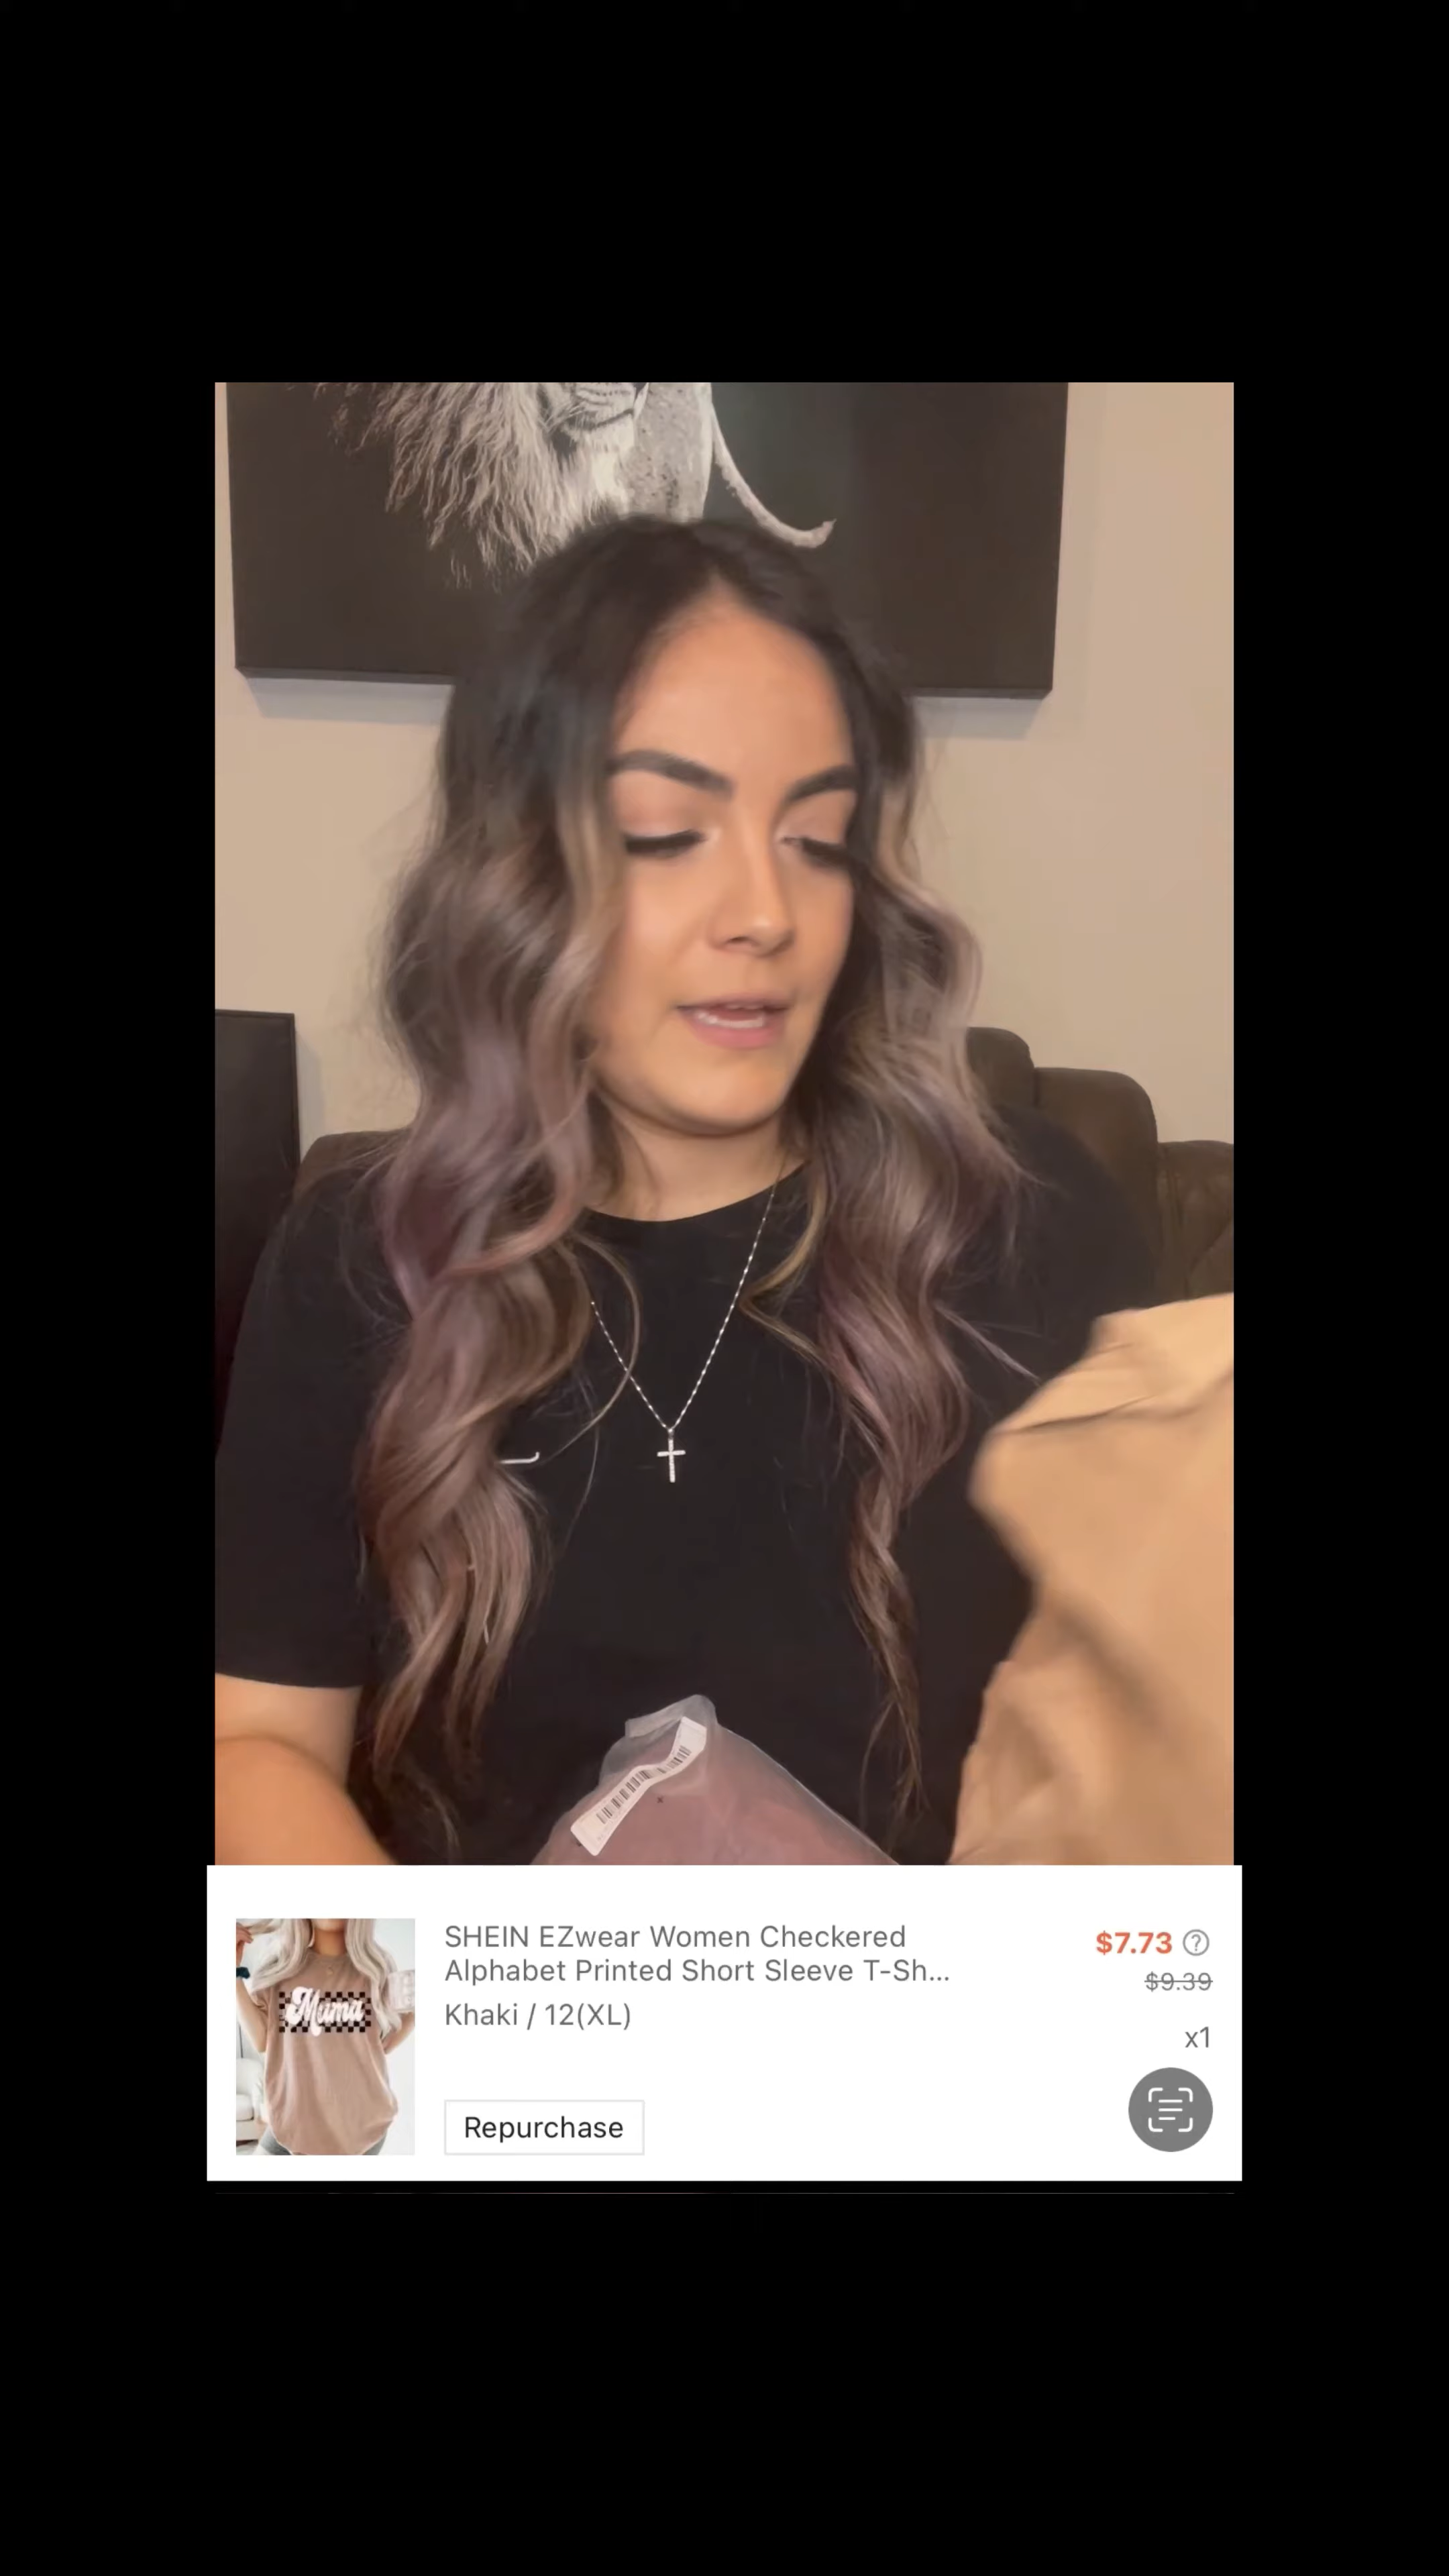 SHEIN EZwear Women Checkered
Alphabet Printed Short Sleeve T-Sh...
Khaki / 12(XL)
$7.73
$9.39
x1
Mama
Repurchase